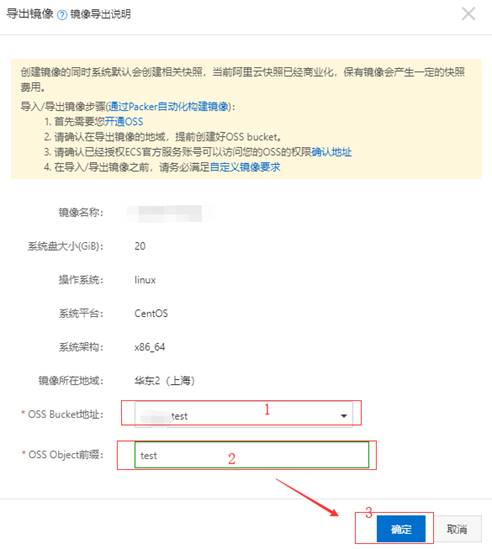 导出镜像 镜像导出说明
创建镜像的同时系统默认会创建相关快照，当前阿里云快照已经商业化，保有镜像会产生一定的快照
费用。
导入/导出镜像步骤(通过Packer自动化构建镜像)：
1. 首先需要您开通OSS
2. 请确认在导出镜像的地域，提前创建好OSS bucket。
3. 请确认已经授权ECS官方服务账号可以访问您的OSS的权限确认地址
4. 在导入/导出镜像之前，请务必满足自定义镜像要求
镜像名称：
系统盘大小(GiB)： 20
操作系统： linux
系统平台： CentOS
系统架构： x86_64
镜像所在地域： 华东2（上海）
* OSS Bucket地址： test 1
* OSS Object前缀： test 2
3 确定 取消